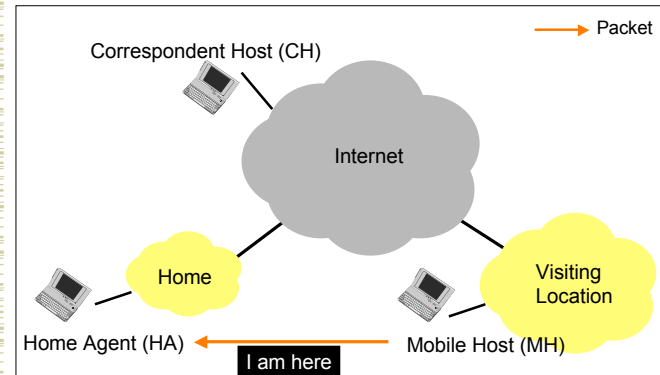 Packet
Correspondent Host (CH)
Internet
Home
Visiting
Location
Home Agent (HA)
Mobile Host (MH)
I am here